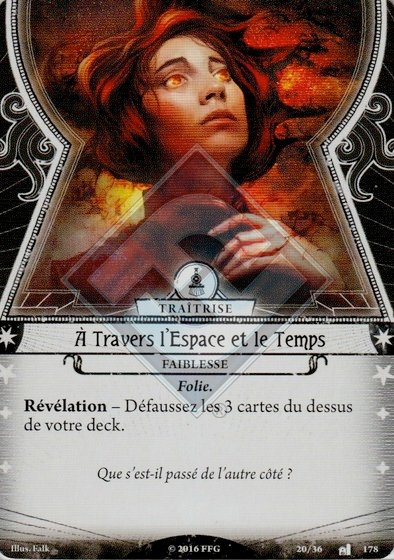 TRAÎTRISE
À Travers l'Espace et le Temps
FAIBLESSE
Folie.
Révélation – Défaussez les 3 cartes du dessus
de votre deck.
Que s'est-il passé de l'autre côté ?
Illus. Falk
© 2016 FFG
20/36
178